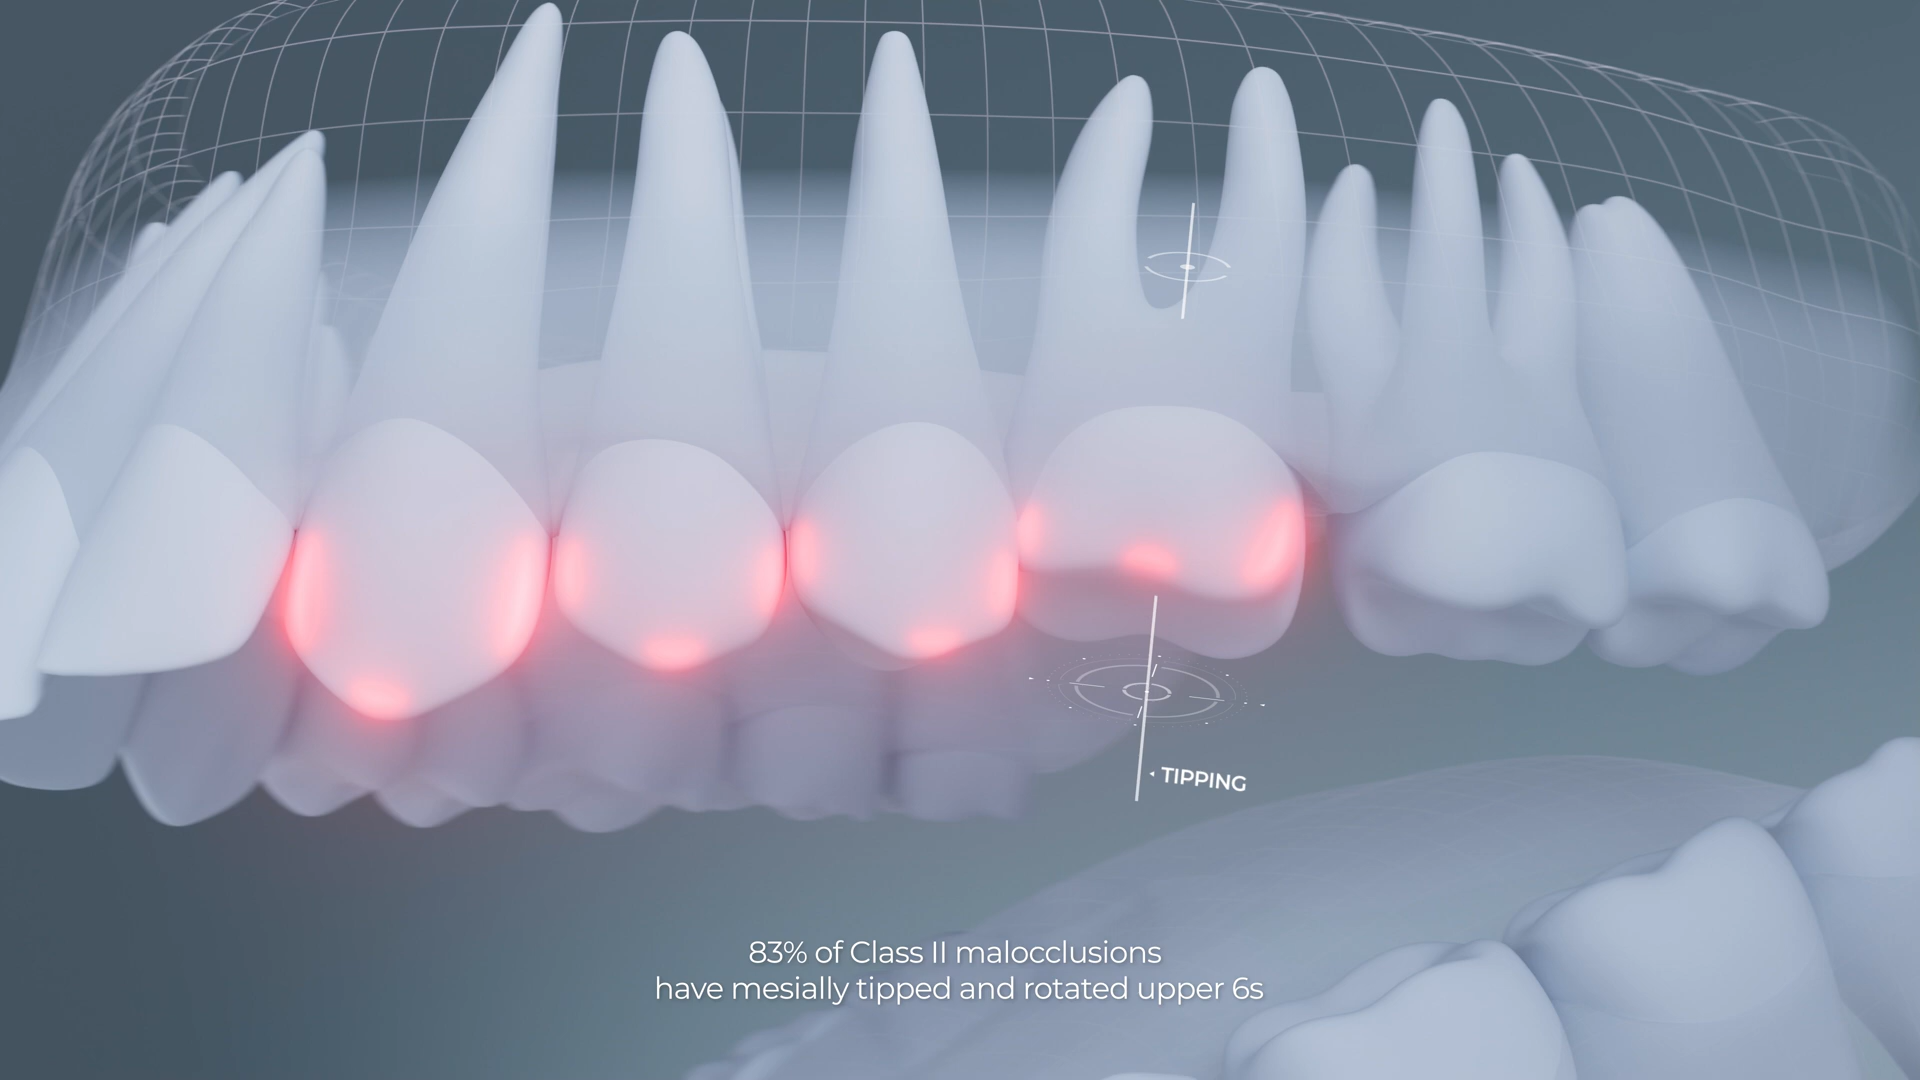 TIPPING
83% of Class II malocclusions
have mesially tipped and rotated upper 6s